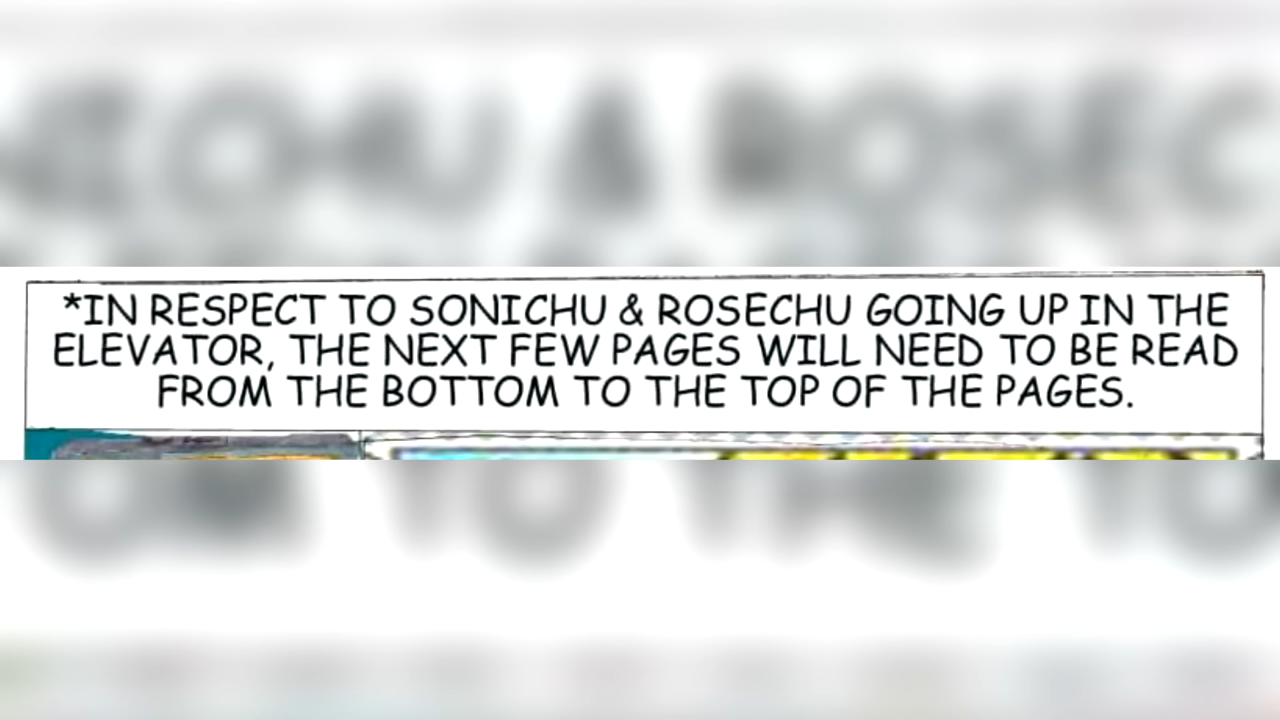 *IN RESPECT TO SONICHU & ROSECHU GOING UP IN THE
ELEVATOR, THE NEXT FEW PAGES WILL NEED TO BE READ
FROM THE BOTTOM TO THE TOP OF THE PAGES.